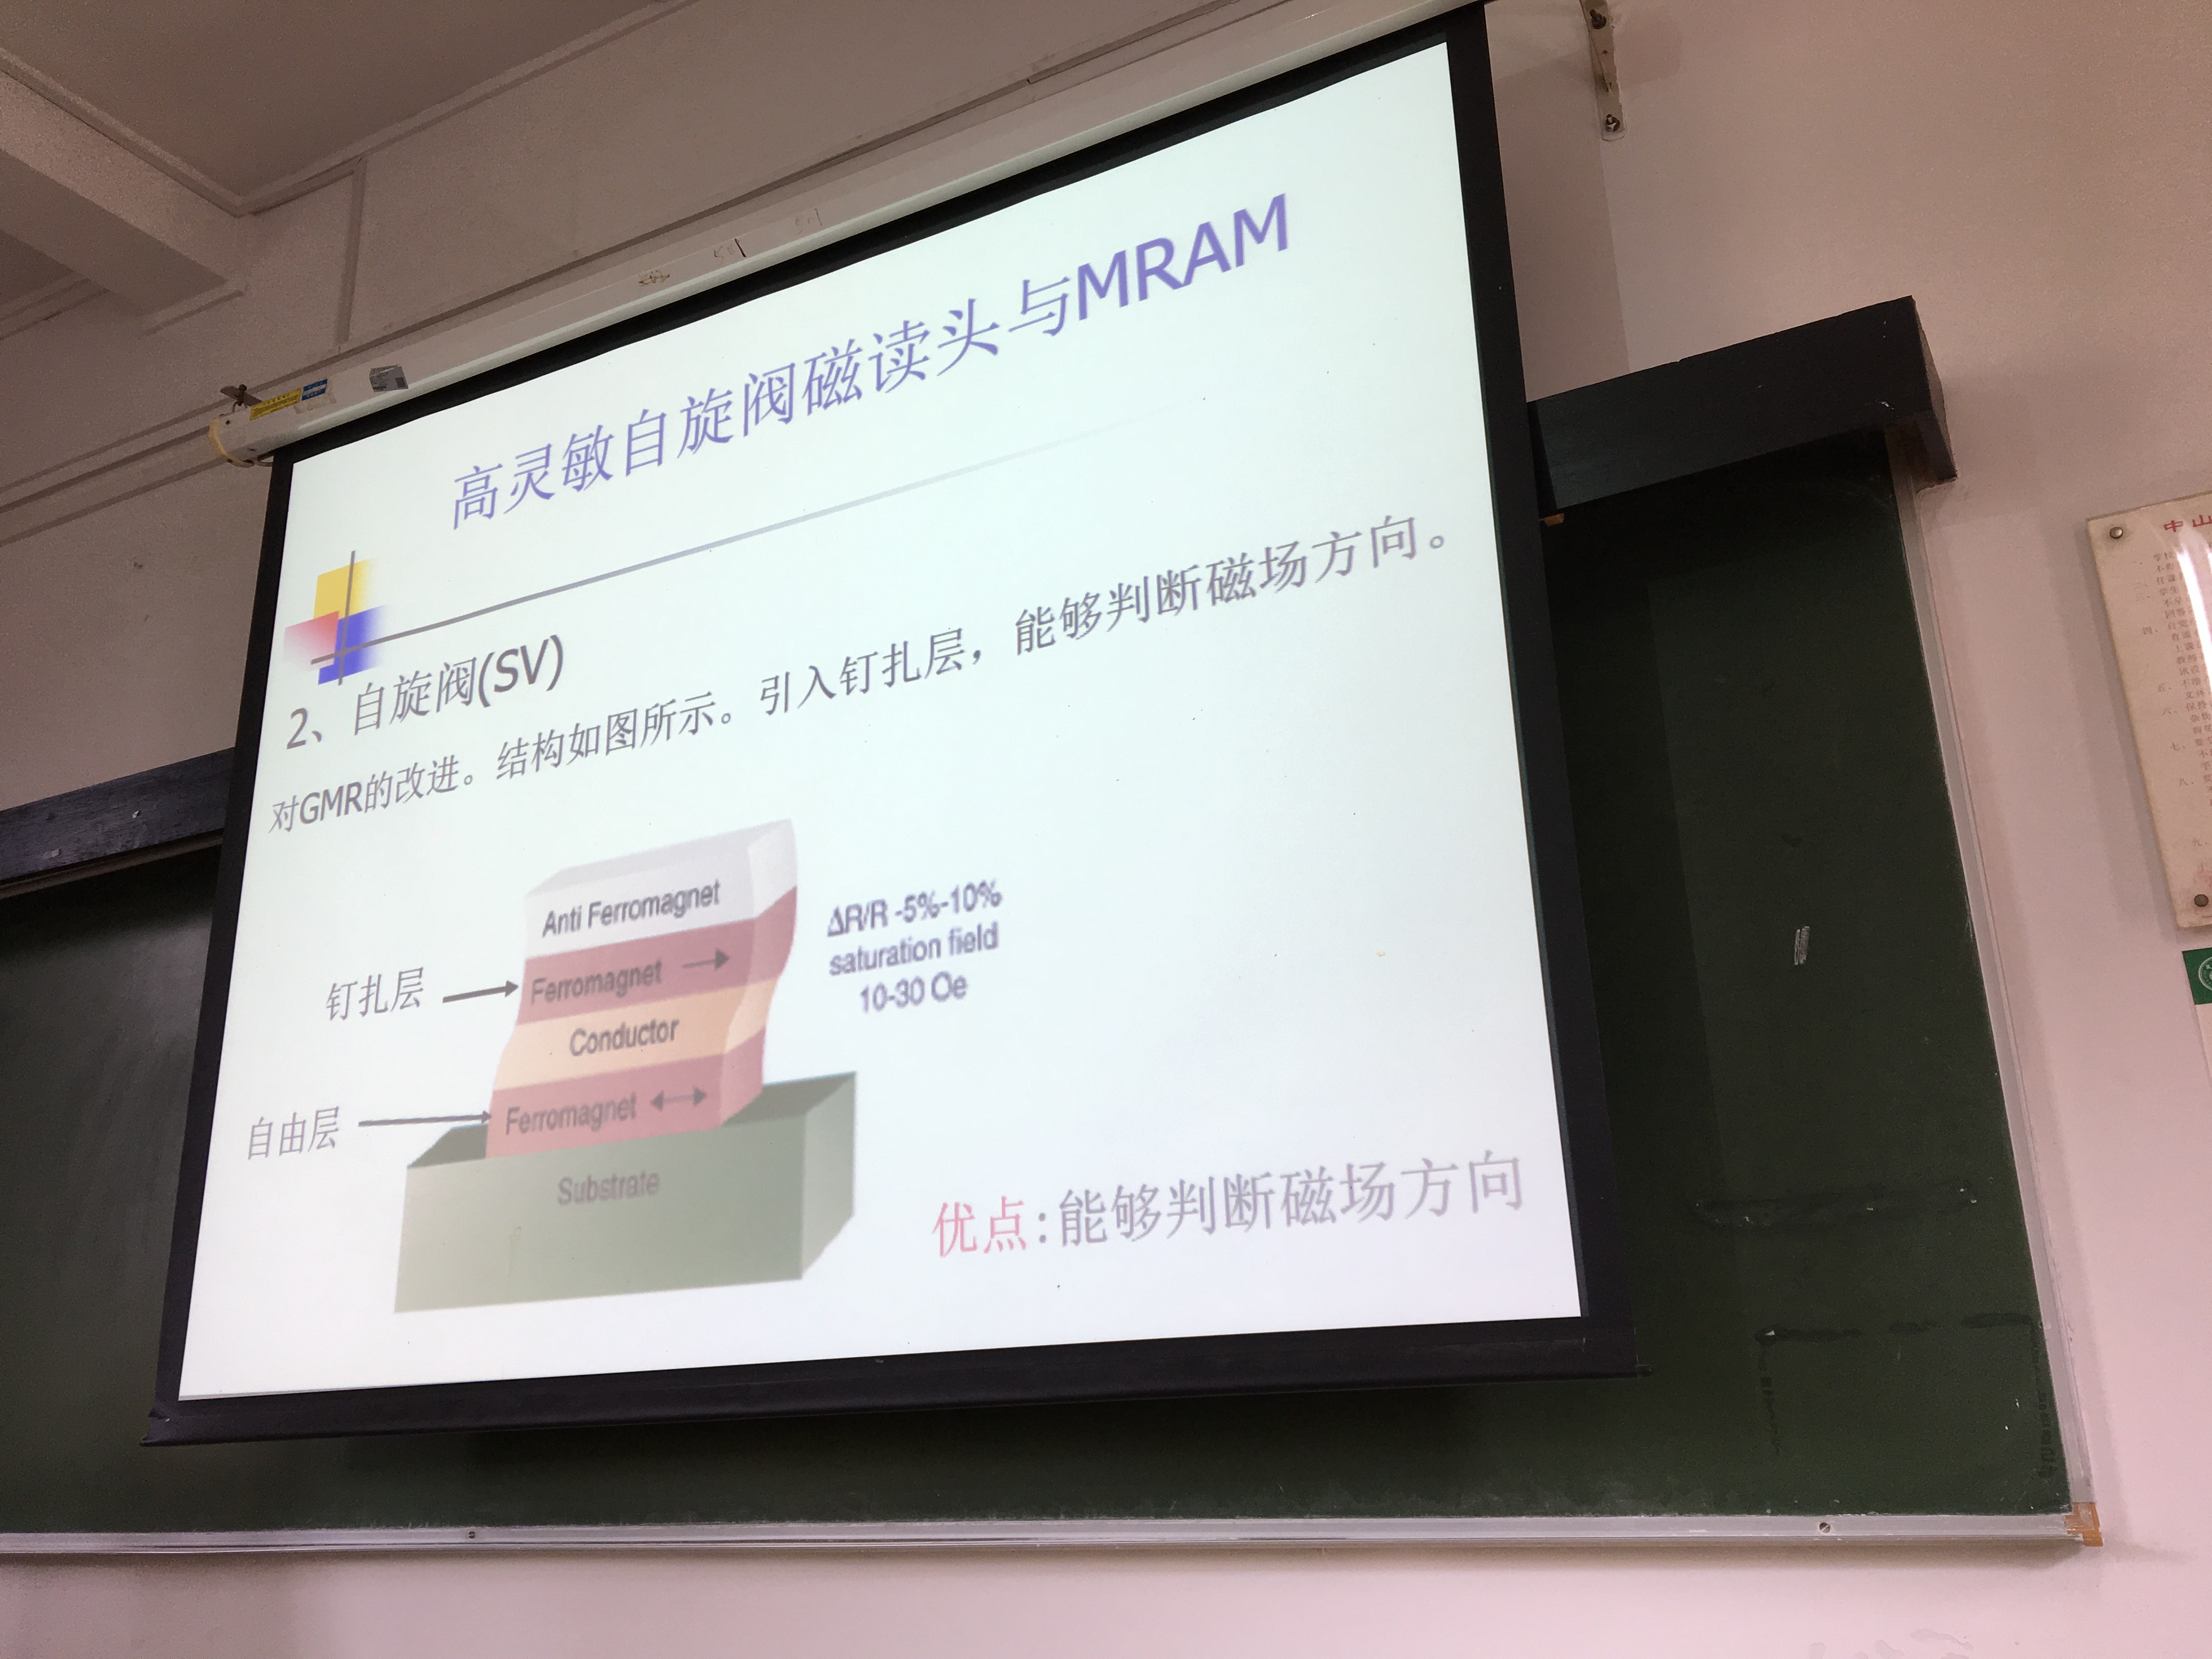 高灵敏自旋阀磁读头与MRAM
2、自旋阀(SV)
对GMR的改进。结构如图所示。引入钉扎层，能够判断磁场方向。
Anti Ferromagnet
钉扎层
Ferromagnet
Conductor
自由层
Ferromagnet
Substrate
ΔR/R -5%-10%
saturation field
10-30 Oe
优点:能够判断磁场方向
中山